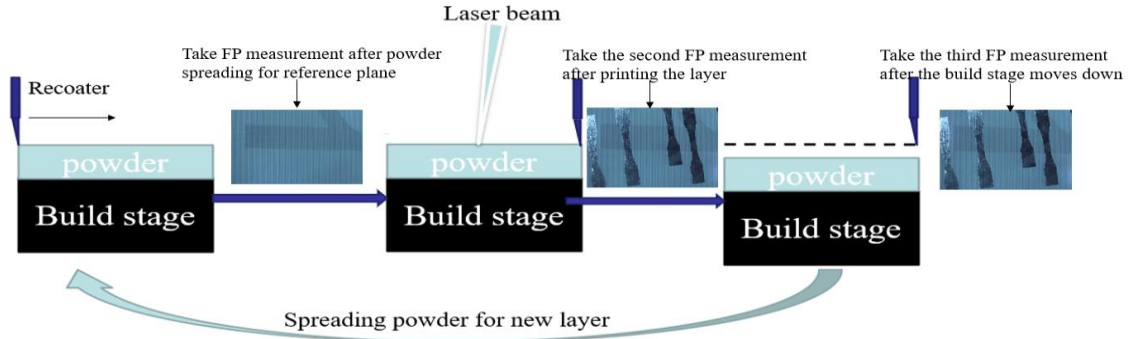 Laser beam
Take FP measurement after powder
spreading for reference plane
Take the second FP measurement
after printing the layer
Take the third FP measurement
after the build stage moves down
Recoater
powder
powder
powder
Build stage
Build stage
Build stage
Spreading powder for new layer